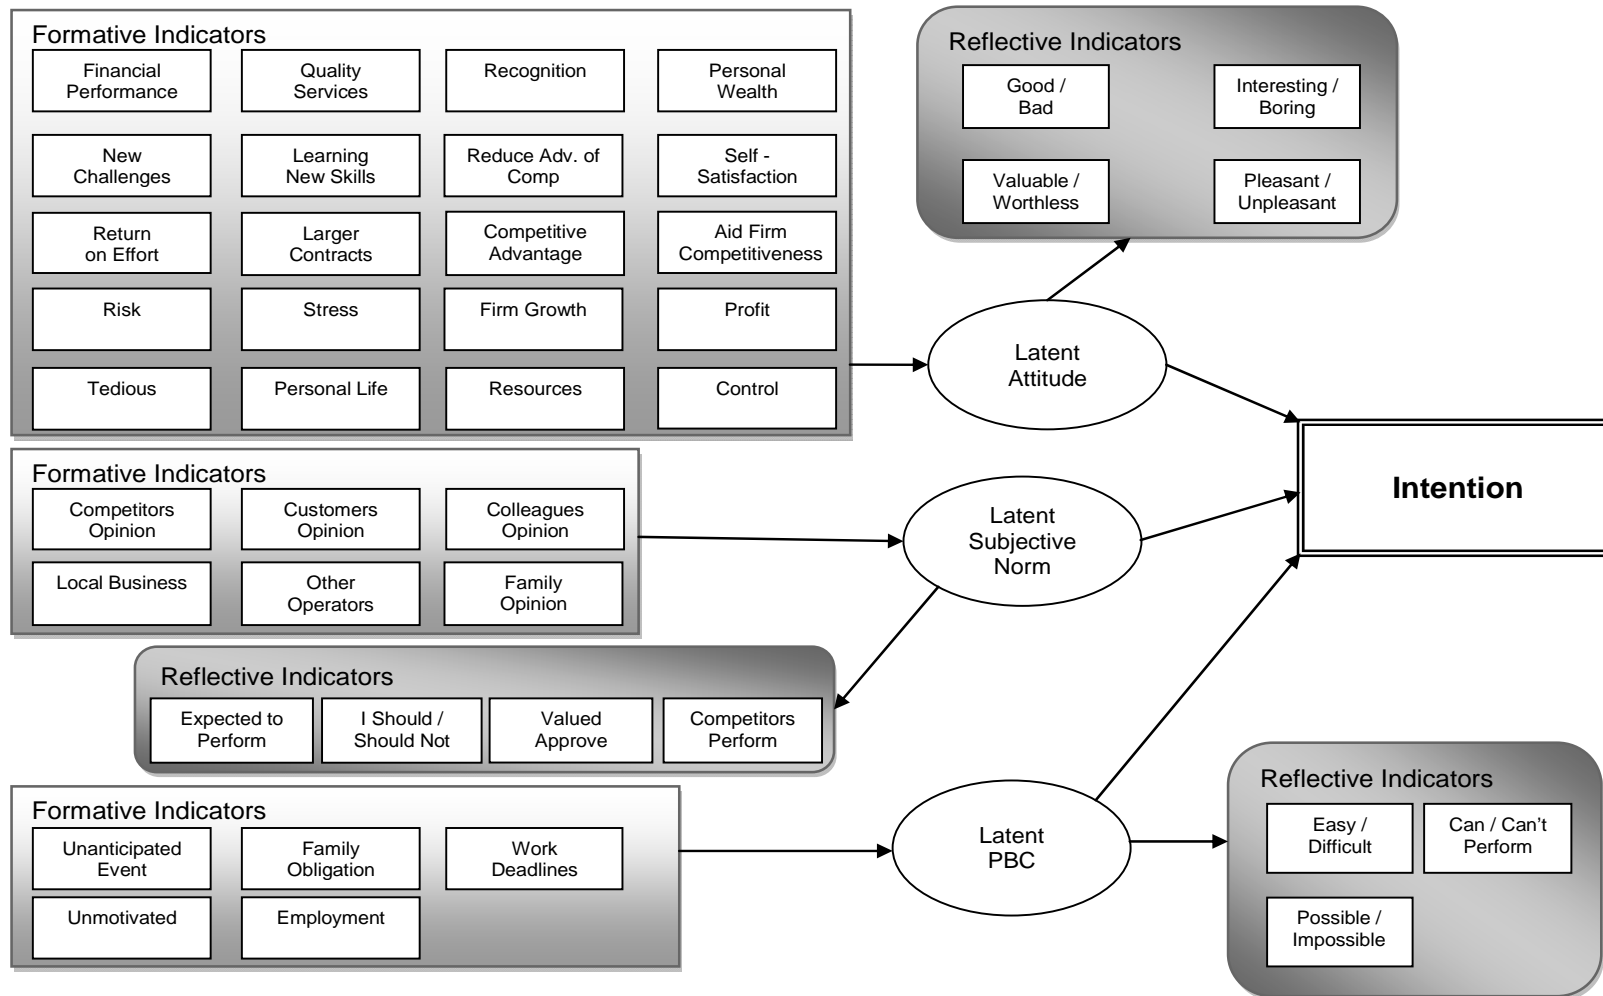 Formative Indicators
Financial
Performance
Quality
Services
Recognition
Personal
Wealth
New
Challenges
Learning
New Skills
Reduce Adv. of
Comp
Self -
Satisfaction
Return
on Effort
Larger
Contracts
Competitive
Advantage
Aid Firm
Competitiveness
Risk
Stress
Firm Growth
Profit
Tedious
Personal Life
Resources
Control
Reflective Indicators
Good /
Bad
Interesting /
Boring
Valuable /
Worthless
Pleasant /
Unpleasant
Latent
Attitude
Formative Indicators
Competitors
Opinion
Customers
Opinion
Colleagues
Opinion
Local Business
Other
Operators
Family
Opinion
Latent
Subjective
Norm
Intention
Reflective Indicators
Expected to
Perform
I Should /
Should Not
Valued
Approve
Competitors
Perform
Formative Indicators
Unanticipated
Event
Family
Obligation
Work
Deadlines
Unmotivated
Employment
Latent
PBC
Reflective Indicators
Easy /
Difficult
Can / Can't
Perform
Possible /
Impossible